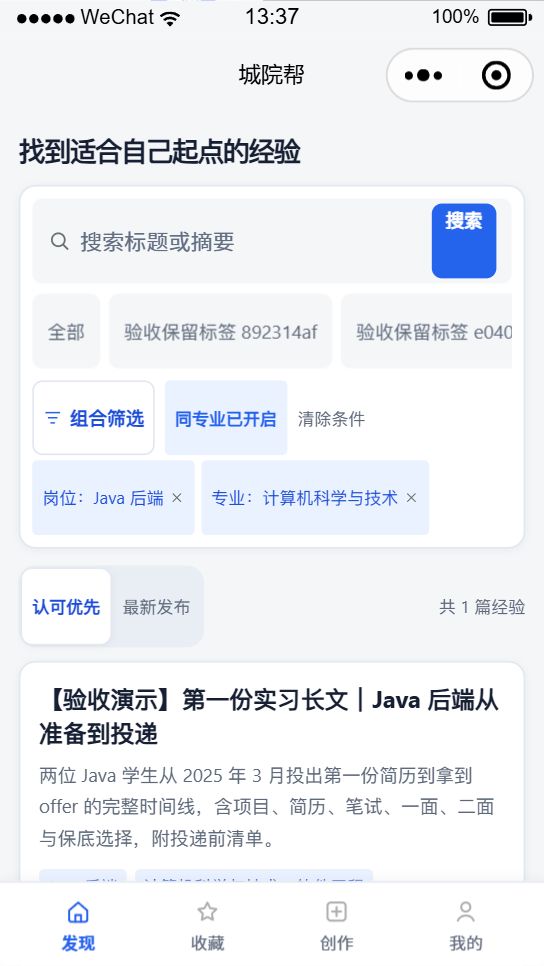 WeChat 13:37 100%
城院帮
找到适合自己起点的经验
搜索标题或摘要 搜索
全部 验收保留标签 892314af 验收保留标签 e040
组合筛选 同专业已开启 清除条件
岗位：Java 后端 × 专业：计算机科学与技术 ×
认可优先 最新发布 共 1 篇经验
【验收演示】第一份实习长文｜Java 后端从
准备到投递
两位 Java 学生从 2025 年 3 月投出第一份简历到拿到
offer 的完整时间线，含项目、简历、笔试、一面、二面
与保底选择，附投递前清单。
发现 收藏 创作 我的